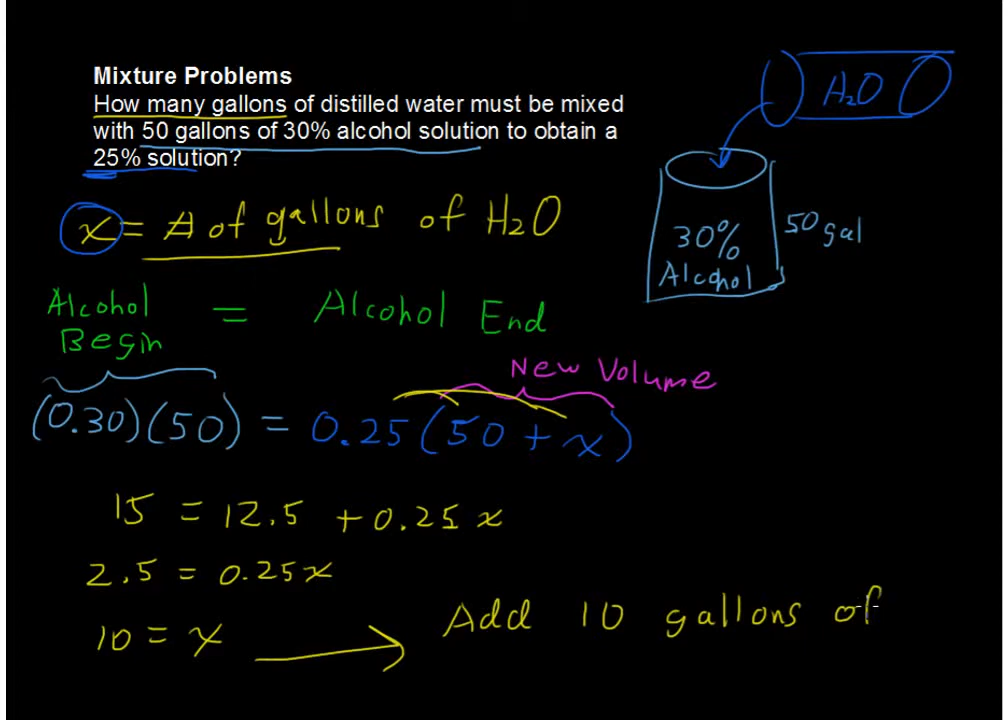 Mixture Problems
How many gallons of distilled water must be mixed
with 50 gallons of 30% alcohol solution to obtain a
25% solution?
H₂O
x = # of gallons of H₂O
30%
Alcohol
50 gal
Alcohol
Begin
= Alcohol End
New Volume
(0.30)(50) = 0.25(50 + x)
15 = 12.5 + 0.25x
2.5 = 0.25x
10 = x
Add 10 gallons of